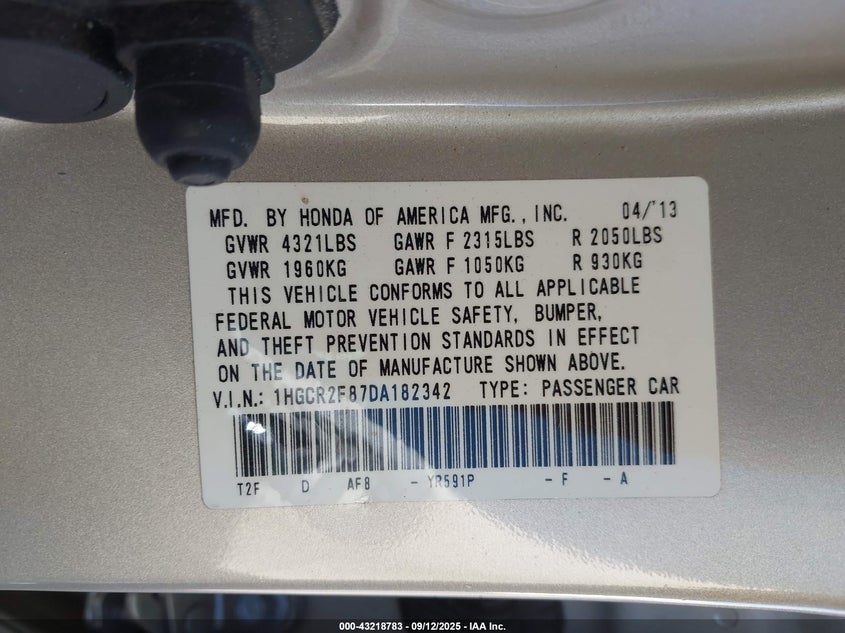 MFD. BY HONDA OF AMERICA MFG., INC. 04/'13
GVWR 4321LBS GAWR F 2315LBS R 2050LBS
GVWR 1960KG GAWR F 1050KG R 930KG
THIS VEHICLE CONFORMS TO ALL APPLICABLE
FEDERAL MOTOR VEHICLE SAFETY, BUMPER,
AND THEFT PREVENTION STANDARDS IN EFFECT
ON THE DATE OF MANUFACTURE SHOWN ABOVE.
V.I.N.: 1HGCR2F87DA182342 TYPE: PASSENGER CAR
T2F D AF8 - YR591P - F - A
000-43218783 - 09/12/2025 - IAA Inc.